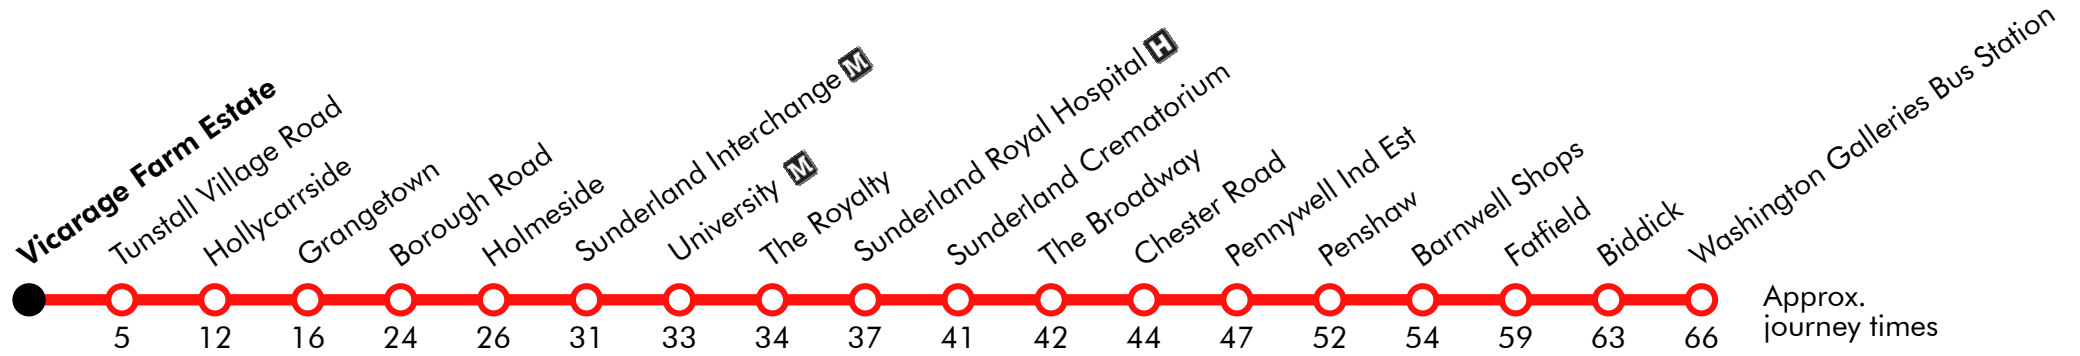 Vicarage Farm Estate
Tunstall Village Road
Hollycarrside
Grangetown
Borough Road
Holmeside
Sunderland Interchange M
University M
The Royalty
Sunderland Royal Hospital H
Sunderland Crematorium
The Broadway
Chester Road
Pennywell Ind Est
Penshaw
Barnwell Shops
Fatfield
Biddick
Washington Galleries Bus Station
5 12 16 24 26 31 33 34 37 41 42 44 47 52 54 59 63 66
Approx.
journey times